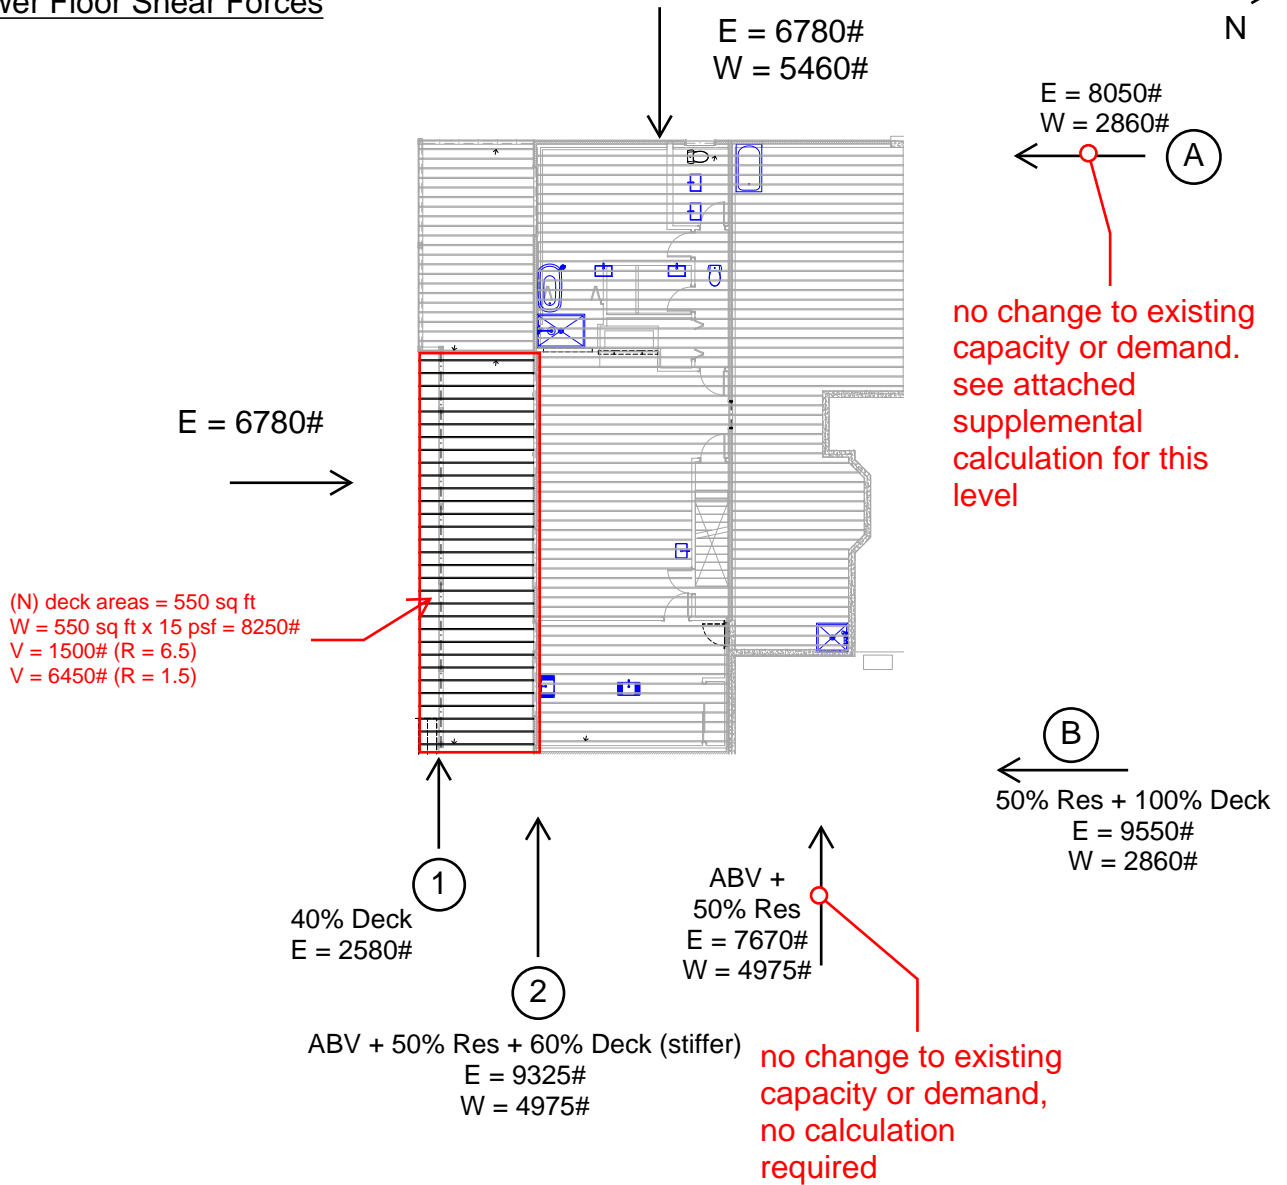 wer Floor Shear Forces
E = 6780#
W = 5460#
N
E = 8050#
W = 2860#
A
no change to existing
capacity or demand.
see attached
supplemental
calculation for this
level
E = 6780#
(N) deck areas = 550 sq ft
W = 550 sq ft x 15 psf = 8250#
V = 1500# (R = 6.5)
V = 6450# (R = 1.5)
B
50% Res + 100% Deck
E = 9550#
W = 2860#
1
40% Deck
E = 2580#
2
ABV + 50% Res + 60% Deck (stiffer)
E = 9325#
W = 4975#
ABV +
50% Res
E = 7670#
W = 4975#
no change to existing
capacity or demand,
no calculation
required